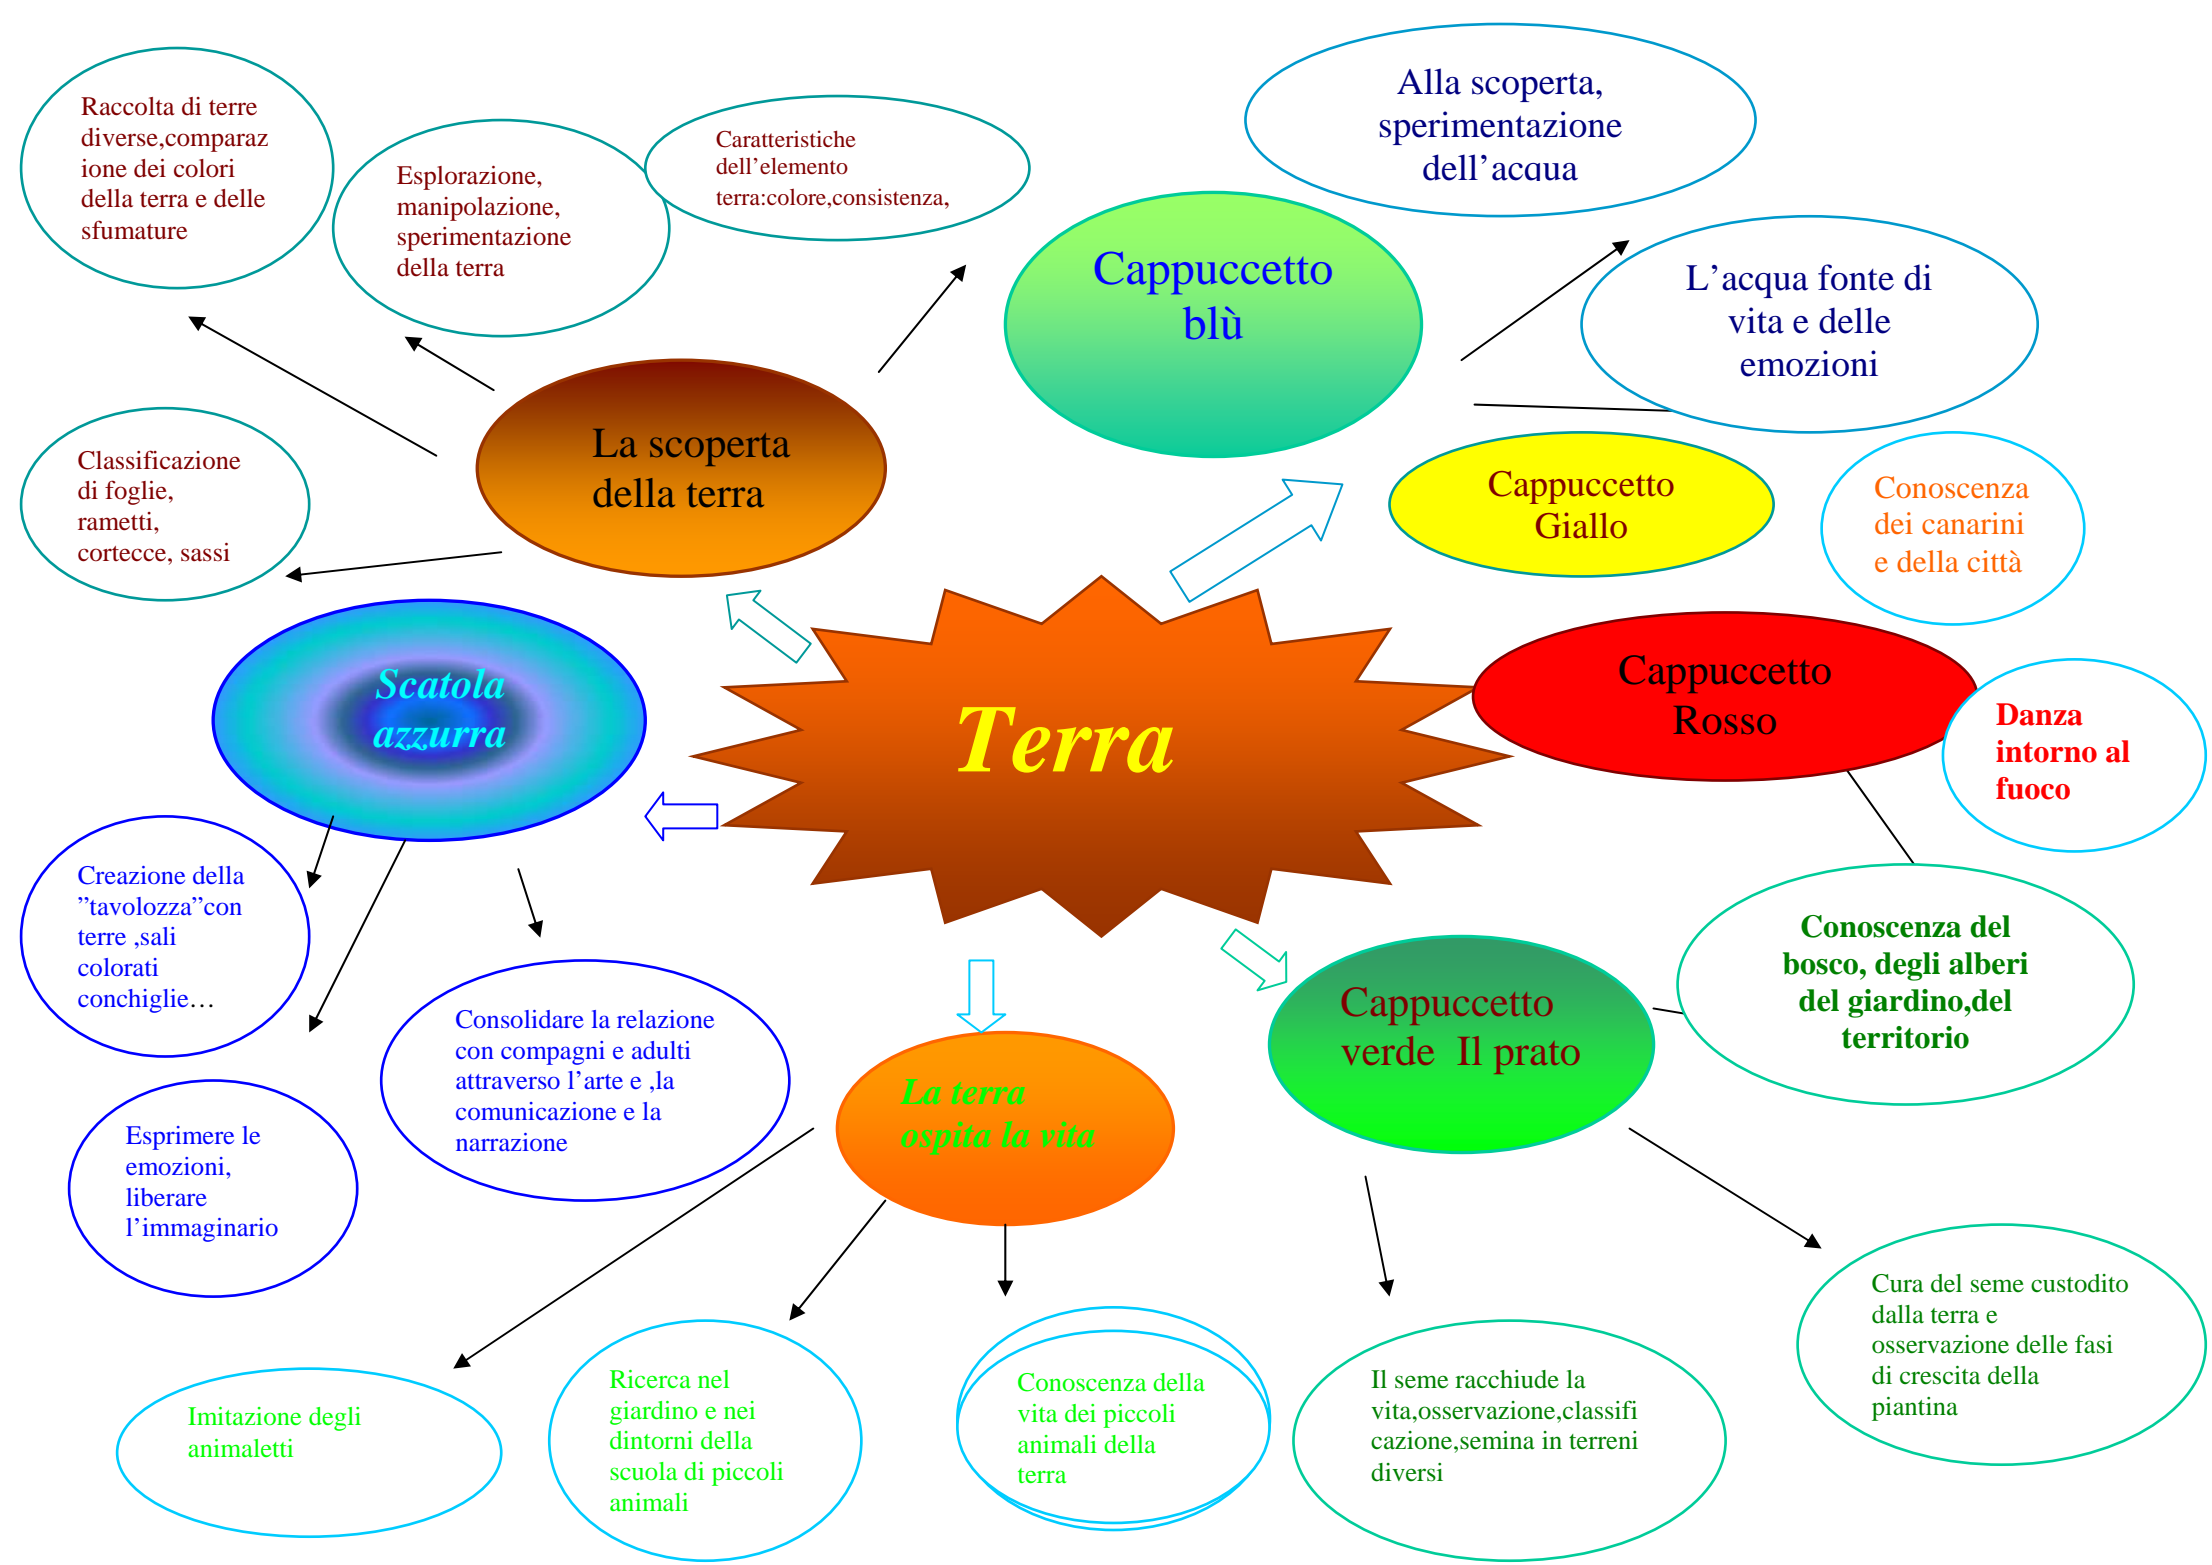 Raccolta di terre
diverse,comparaz
ione dei colori
della terra e delle
sfumature
Esplorazione,
manipolazione,
sperimentazione
della terra
Caratteristiche
dell’elemento
terra:colore,consistenza,
Alla scoperta,
sperimentazione
dell’acqua
Cappuccetto
blù
L’acqua fonte di
vita e delle
emozioni
La scoperta
della terra
Classificazione
di foglie,
rametti,
cortecce, sassi
Cappuccetto
Giallo
Conoscenza
dei canarini
e della città
Scatola
azzurra
Terra
Cappuccetto
Rosso
Danza
intorno al
fuoco
Creazione della
”tavolozza”con
terre ,sali
colorati
conchiglie…
Consolidare la relazione
con compagni e adulti
attraverso l’arte e ,la
comunicazione e la
narrazione
Esprimere le
emozioni,
liberare
l’immaginario
La terra
ospita la vita
Cappuccetto
verde  Il prato
Conoscenza del
bosco, degli alberi
del giardino,del
territorio
Imitazione degli
animaletti
Ricerca nel
giardino e nei
dintorni della
scuola di piccoli
animali
Conoscenza della
vita dei piccoli
animali della
terra
Il seme racchiude la
vita,osservazione,classifi
cazione,semina in terreni
diversi
Cura del seme custodito
dalla terra e
osservazione delle fasi
di crescita della
piantina